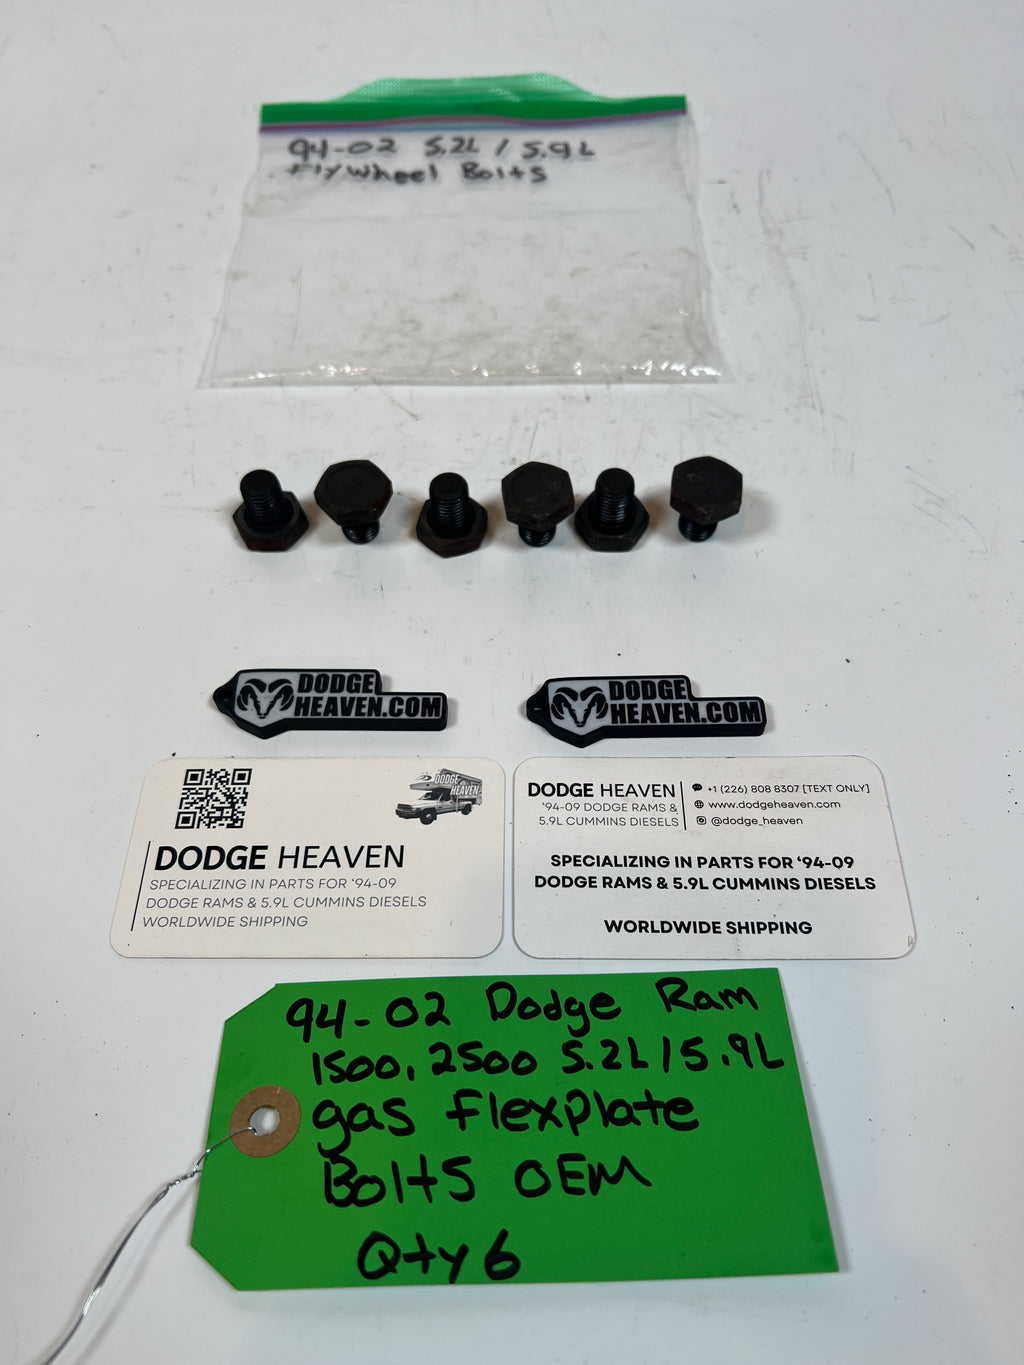 94-02 5.2L / 5.9L
Flywheel Bolts
DODGE
HEAVEN.COM
DODGE
HEAVEN.COM
DODGE
HEAVEN
DODGE HEAVEN
SPECIALIZING IN PARTS FOR '94-09
DODGE RAMS & 5.9L CUMMINS DIESELS
WORLDWIDE SHIPPING
DODGE HEAVEN
'94-09 DODGE RAMS &
5.9L CUMMINS DIESELS
+1 (226) 808 8307 [TEXT ONLY]
www.dodgeheaven.com
@dodge_heaven
SPECIALIZING IN PARTS FOR '94-09
DODGE RAMS & 5.9L CUMMINS DIESELS
WORLDWIDE SHIPPING
94-02 Dodge Ram
1500, 2500 5.2L / 5.9L
gas Flexplate
Bolts OEM
Qty 6